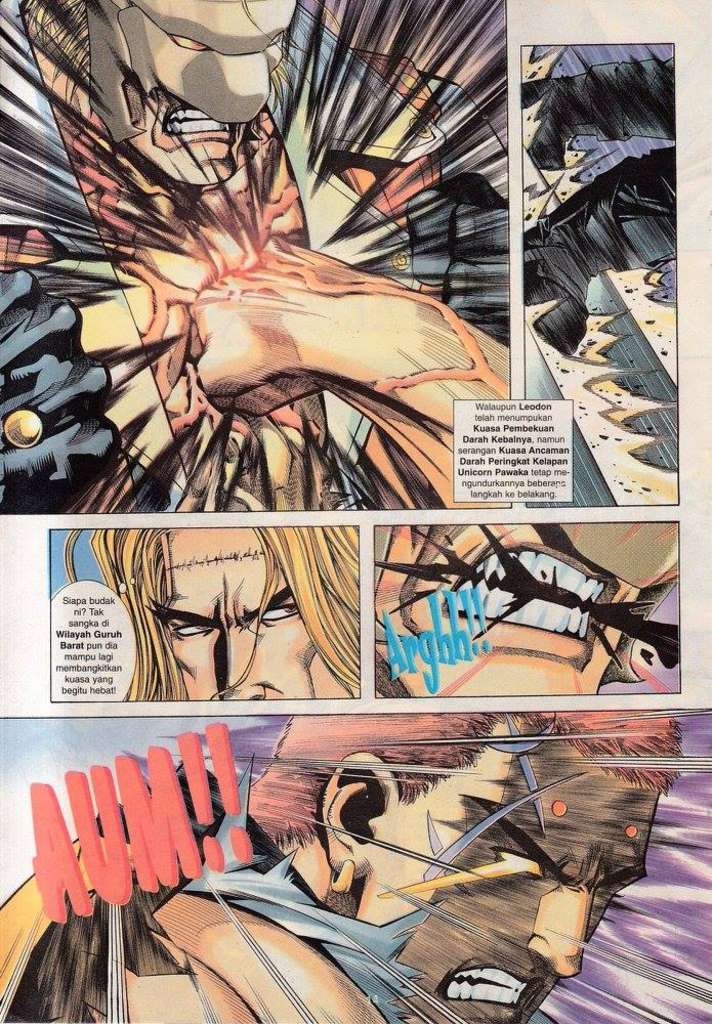 Walaupun Leodon
telah menumpukan
Kuasa Pembekuan
Darah Kebalnya, namun
serangan Kuasa Ancaman
Darah Peringkat Kelapan
Unicorn Pawaka tetap me-
ngundurkannya beberapa
langkah ke belakang.
Siapa budak
ni? Tak
sangka di
Wilayah Guruh
Barat pun dia
mampu lagi
membangkitkan
kuasa yang
begitu hebat!
Arghh!!
AUM!!